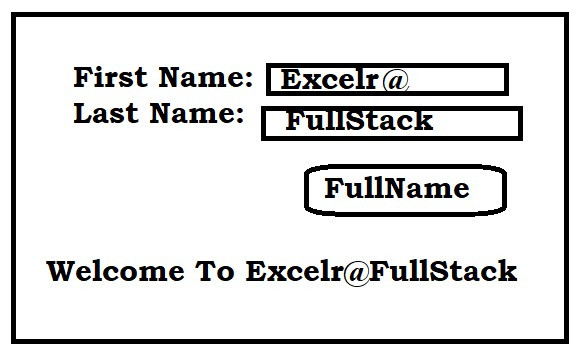 First Name: Excelr@
Last Name: FullStack
FullName
Welcome To Excelr@FullStack